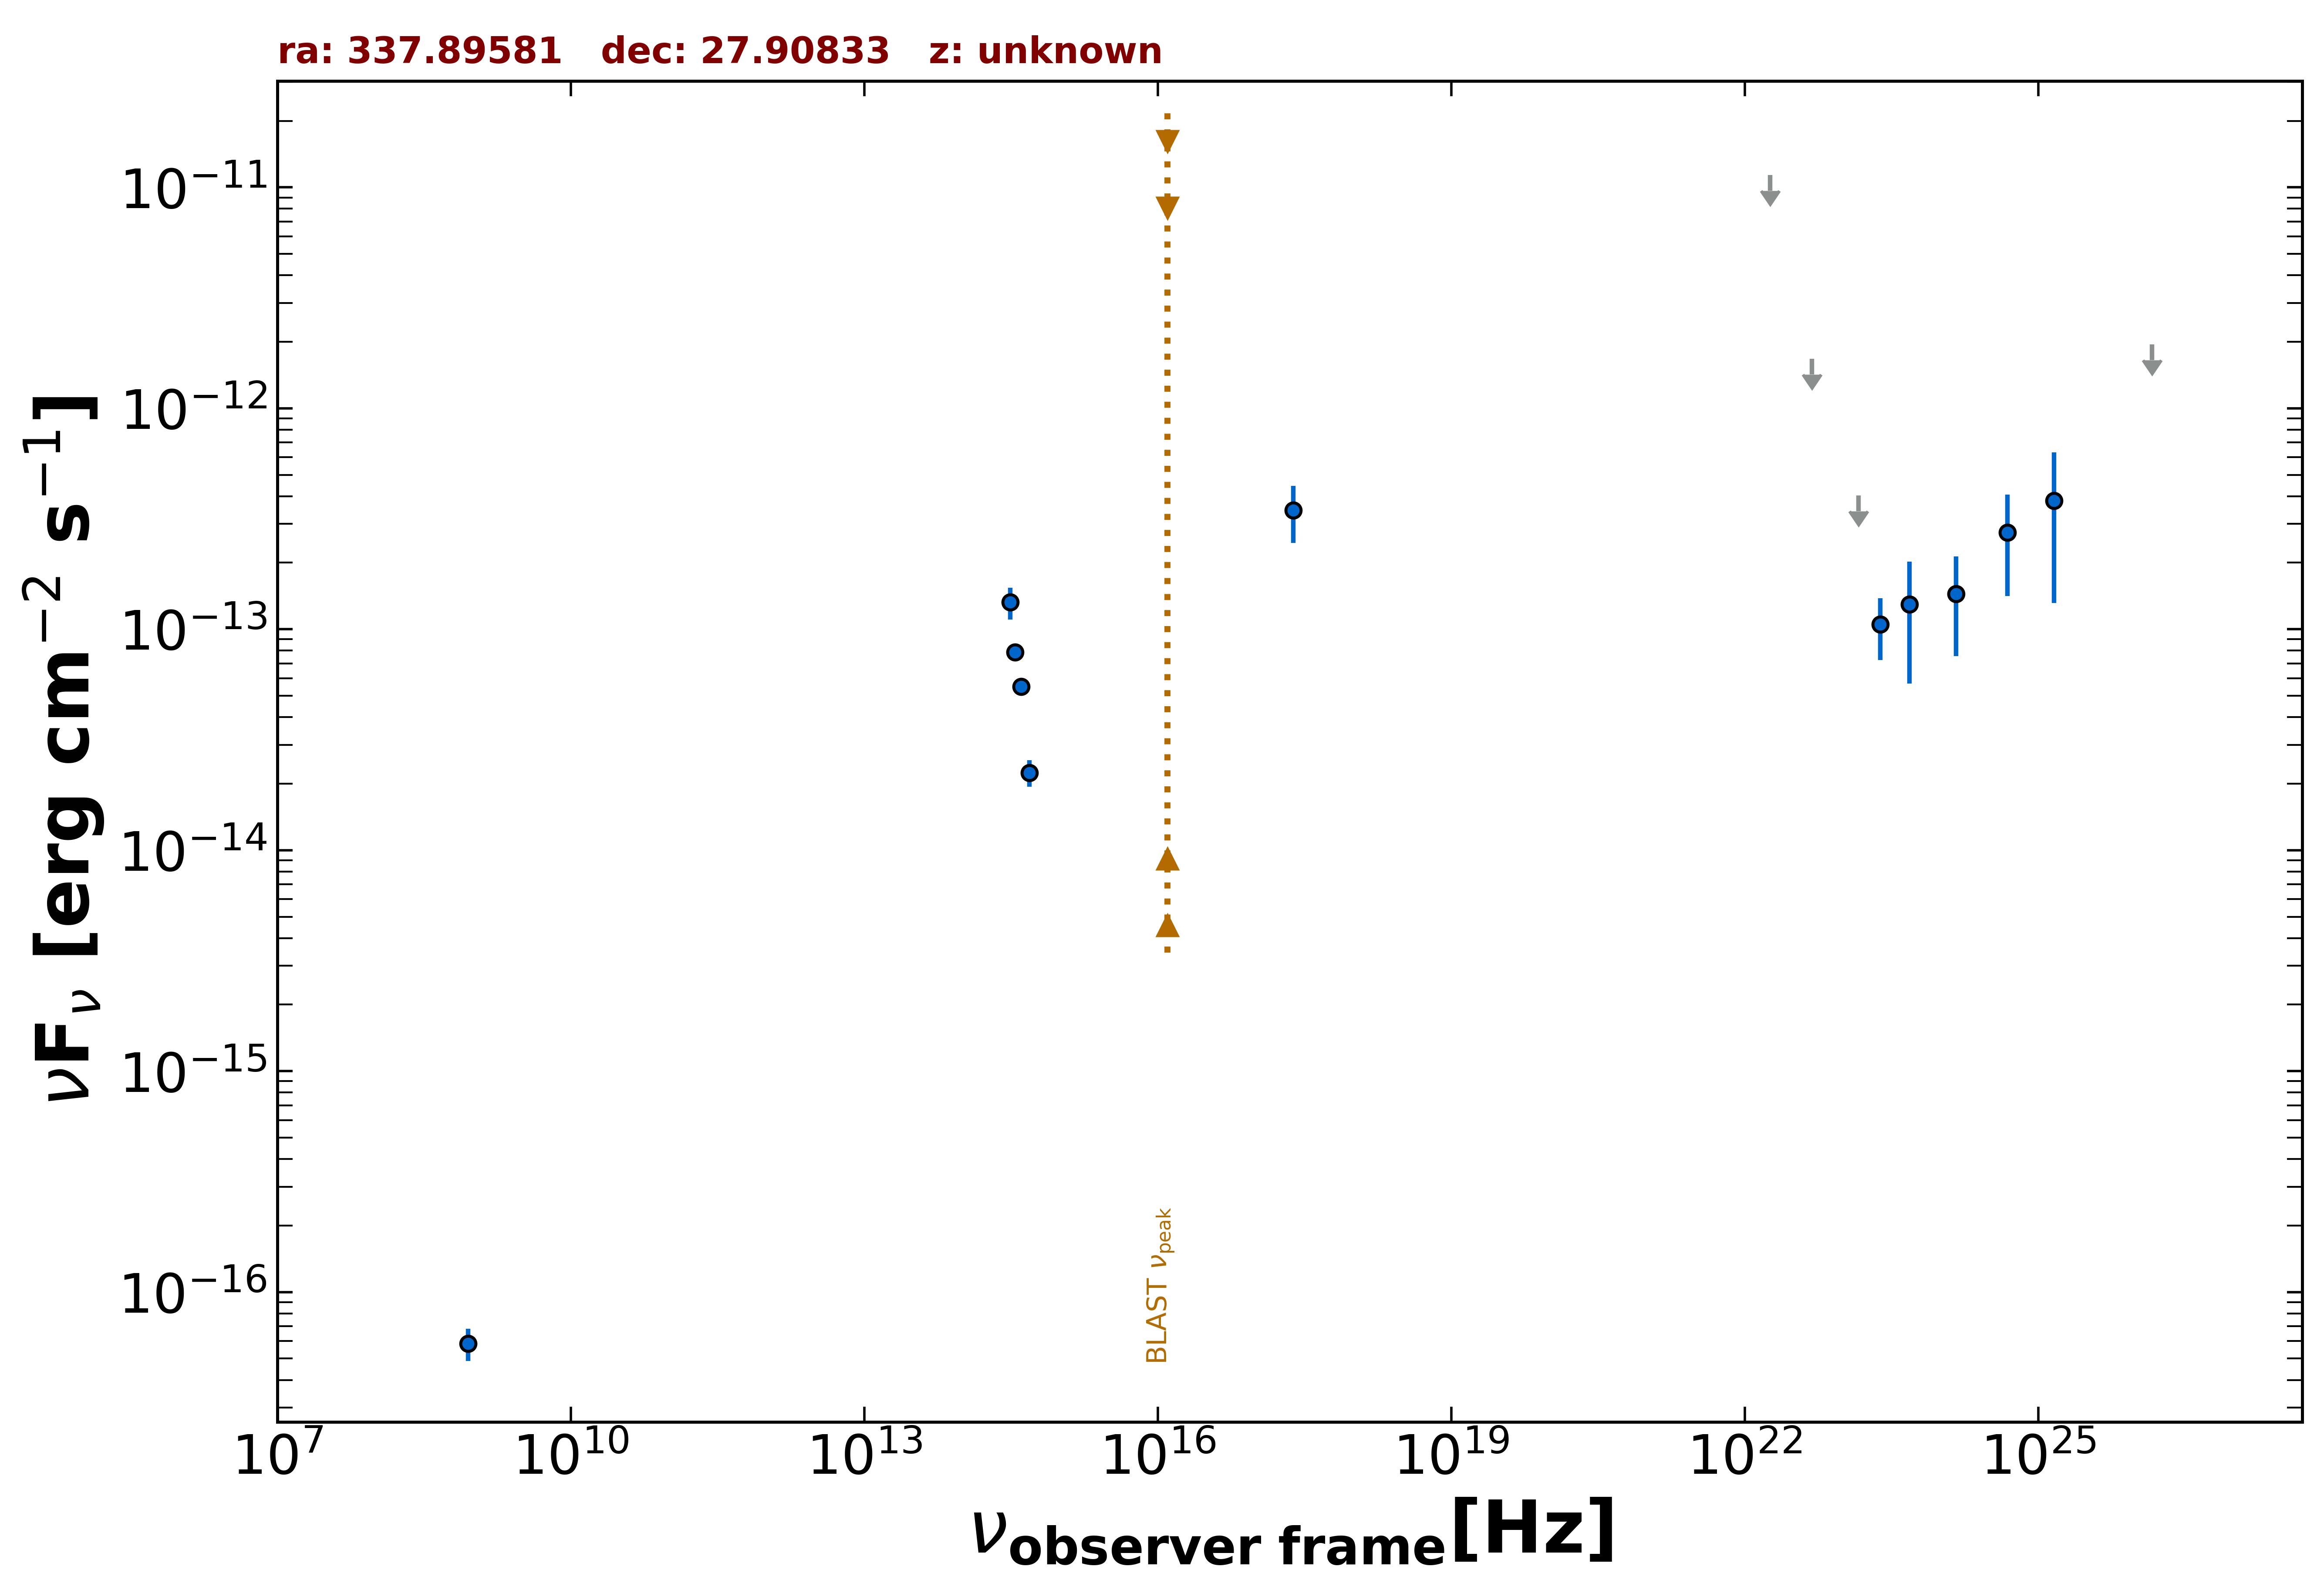 ra: 337.89581 dec: 27.90833 z: unknown
10⁻¹¹
10⁻¹²
10⁻¹³
10⁻¹⁴
10⁻¹⁵
10⁻¹⁶
νFν [erg cm⁻² s⁻¹]
BLAST νpeak
10⁷ 10¹⁰ 10¹³ 10¹⁶ 10¹⁹ 10²² 10²⁵
νobserver frame[Hz]